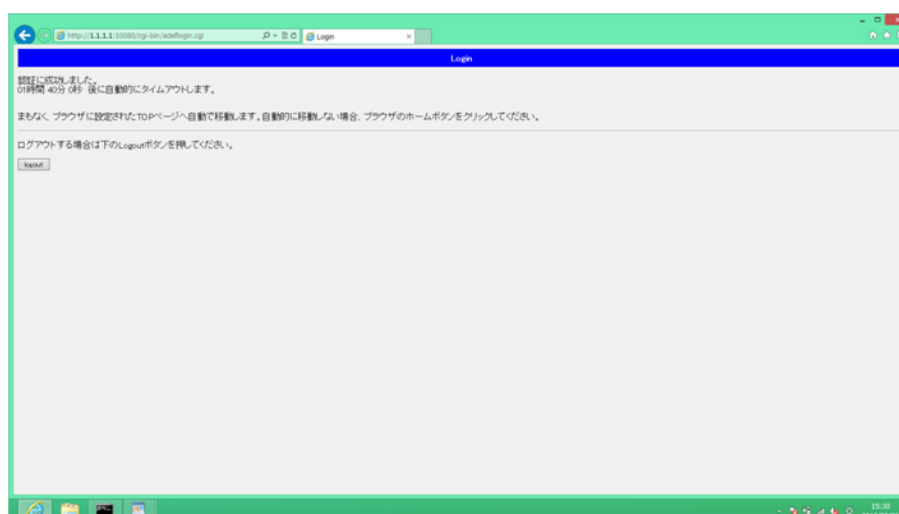 http://1.1.1.1:10080/cgi-bin/adeflogin.cgi
Login
Login
認証に成功しました。
01時間 40分 0秒 後に自動的にタイムアウトします。
まもなく、ブラウザに設定されたTOPページへ自動で移動します。自動的に移動しない場合、ブラウザのホームボタンをクリックしてください。
ログアウトする場合は下のLogoutボタンを押してください。
logout
15:30